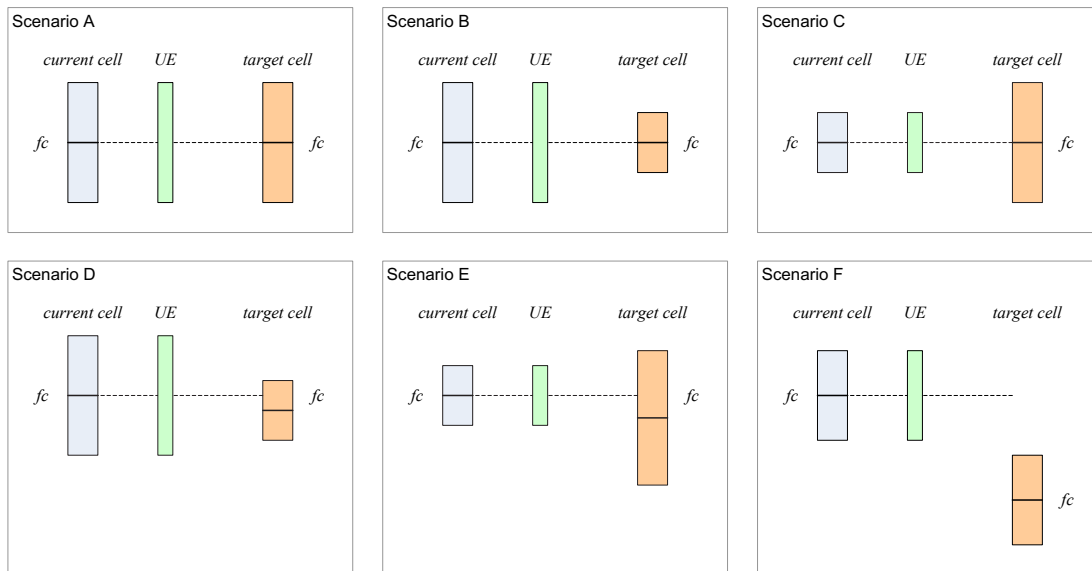 Scenario A
current cell UE target cell
fc fc
Scenario B
current cell UE target cell
fc fc
Scenario C
current cell UE target cell
fc fc
Scenario D
current cell UE target cell
fc fc
Scenario E
current cell UE target cell
fc fc
Scenario F
current cell UE target cell
fc
fc